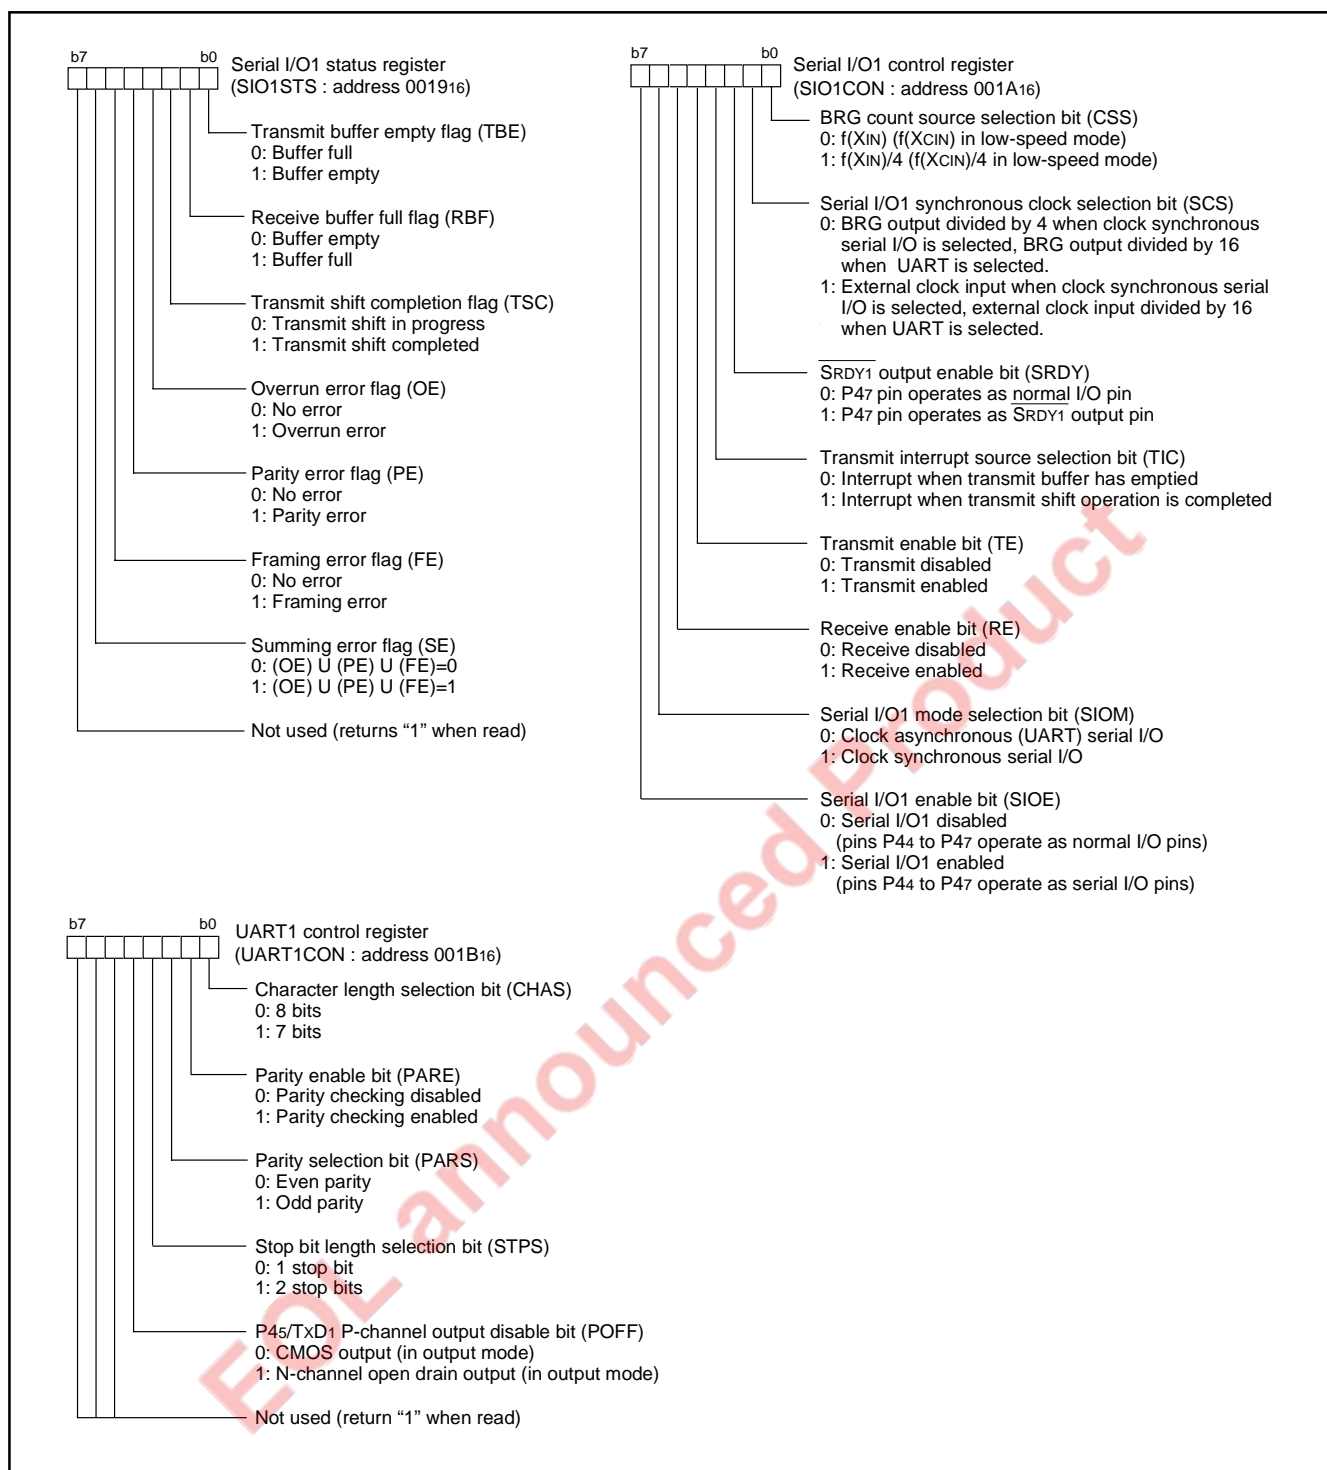 b7 b0
Serial I/O1 status register
(SIO1STS : address 001916)
Transmit buffer empty flag (TBE)
0: Buffer full
1: Buffer empty
Receive buffer full flag (RBF)
0: Buffer empty
1: Buffer full
Transmit shift completion flag (TSC)
0: Transmit shift in progress
1: Transmit shift completed
Overrun error flag (OE)
0: No error
1: Overrun error
Parity error flag (PE)
0: No error
1: Parity error
Framing error flag (FE)
0: No error
1: Framing error
Summing error flag (SE)
0: (OE) U (PE) U (FE)=0
1: (OE) U (PE) U (FE)=1
Not used (returns “1” when read)
b7 b0
Serial I/O1 control register
(SIO1CON : address 001A16)
BRG count source selection bit (CSS)
0: f(XIN) (f(XCIN) in low-speed mode)
1: f(XIN)/4 (f(XCIN)/4 in low-speed mode)
Serial I/O1 synchronous clock selection bit (SCS)
0: BRG output divided by 4 when clock synchronous
serial I/O is selected, BRG output divided by 16
when UART is selected.
1: External clock input when clock synchronous serial
I/O is selected, external clock input divided by 16
when UART is selected.
SRDY1 output enable bit (SRDY)
0: P47 pin operates as normal I/O pin
1: P47 pin operates as SRDY1 output pin
Transmit interrupt source selection bit (TIC)
0: Interrupt when transmit buffer has emptied
1: Interrupt when transmit shift operation is completed
Transmit enable bit (TE)
0: Transmit disabled
1: Transmit enabled
Receive enable bit (RE)
0: Receive disabled
1: Receive enabled
Serial I/O1 mode selection bit (SIOM)
0: Clock asynchronous (UART) serial I/O
1: Clock synchronous serial I/O
Serial I/O1 enable bit (SIOE)
0: Serial I/O1 disabled
(pins P44 to P47 operate as normal I/O pins)
1: Serial I/O1 enabled
(pins P44 to P47 operate as serial I/O pins)
b7 b0
UART1 control register
(UART1CON : address 001B16)
Character length selection bit (CHAS)
0: 8 bits
1: 7 bits
Parity enable bit (PARE)
0: Parity checking disabled
1: Parity checking enabled
Parity selection bit (PARS)
0: Even parity
1: Odd parity
Stop bit length selection bit (STPS)
0: 1 stop bit
1: 2 stop bits
P45/TXD1 P-channel output disable bit (POFF)
0: CMOS output (in output mode)
1: N-channel open drain output (in output mode)
Not used (return “1” when read)
EOL announced Product